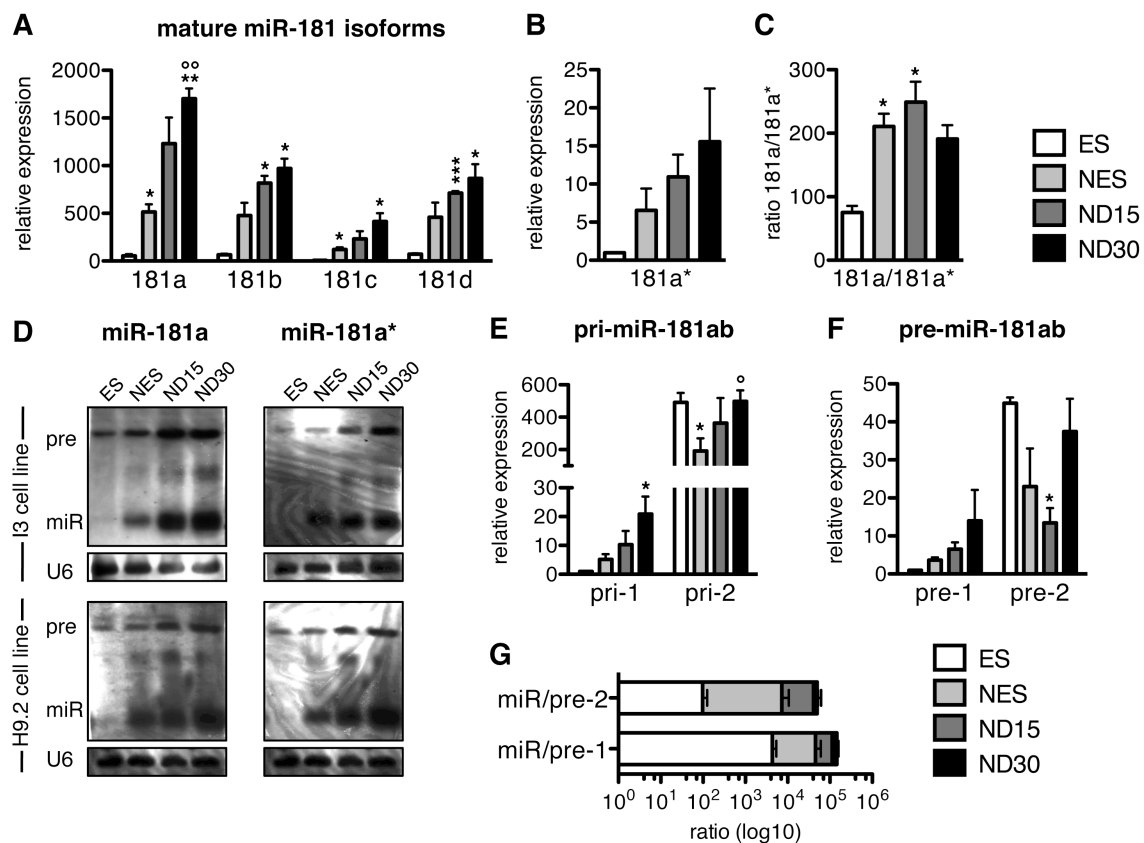 A mature miR-181 isoforms
relative expression
2000
1500
1000
500
0
°°
**
*
*
*
*
*
***
*
181a 181b 181c 181d
B
relative expression
25
20
15
10
5
0
181a*
C
ratio 181a/181a*
300
200
100
0
*
*
181a/181a*
ES
NES
ND15
ND30
D miR-181a miR-181a*
ES NES ND15 ND30
ES NES ND15 ND30
I3 cell line
pre
miR
U6
H9.2 cell line
pre
miR
U6
E pri-miR-181ab
relative expression
600
400
200
30
20
10
0
*
*
°
pri-1 pri-2
F pre-miR-181ab
relative expression
50
40
30
20
10
0
*
pre-1 pre-2
G
miR/pre-2
miR/pre-1
10⁰ 10¹ 10² 10³ 10⁴ 10⁵ 10⁶
ratio (log10)
ES
NES
ND15
ND30